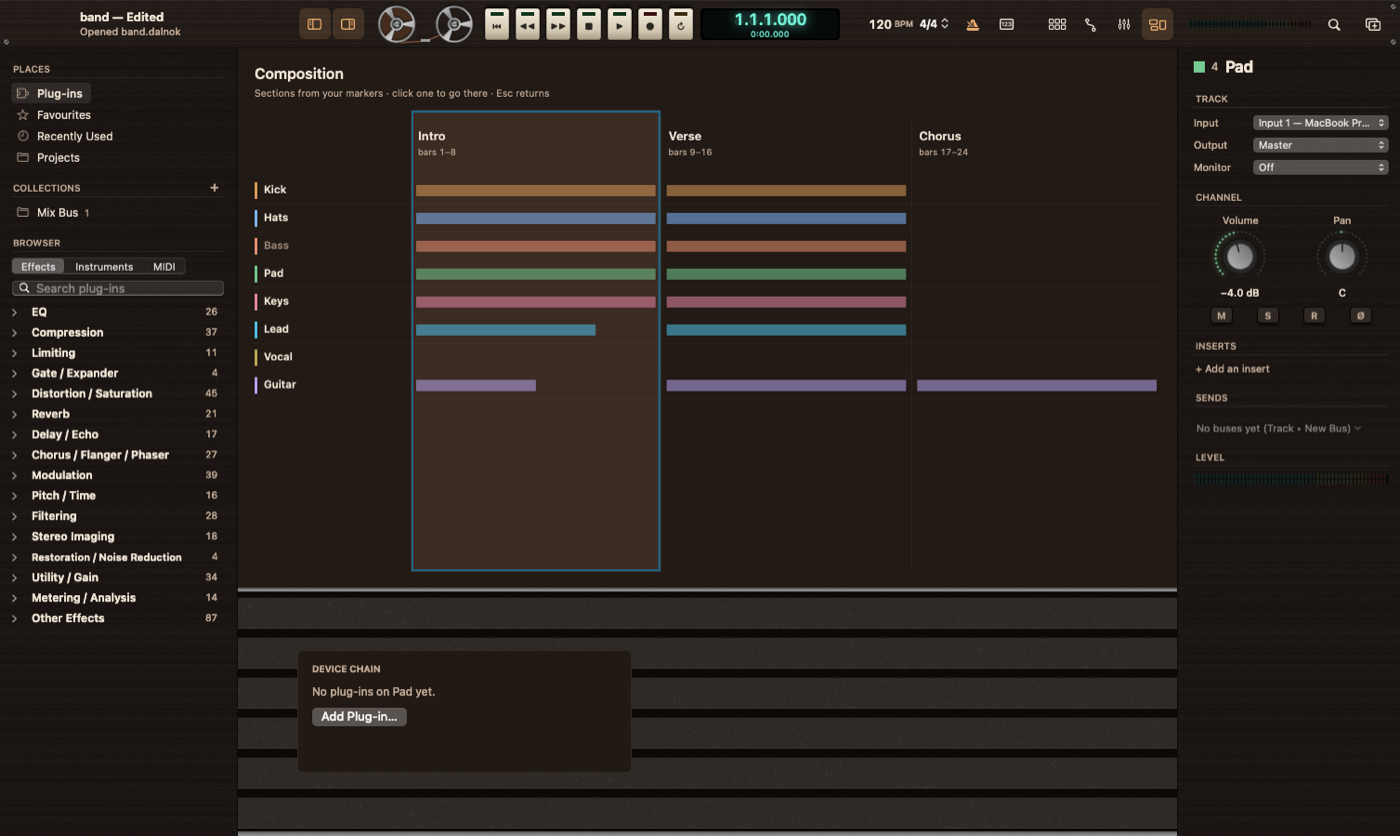 band — Edited
Opened band.dalnok
1.1.1.000
0:00.000
120 BPM 4/4
123
PLACES
Plug-ins
Favourites
Recently Used
Projects
COLLECTIONS +
Mix Bus 1
BROWSER
Effects Instruments MIDI
Search plug-ins
EQ 26
Compression 37
Limiting 11
Gate / Expander 4
Distortion / Saturation 45
Reverb 21
Delay / Echo 17
Chorus / Flanger / Phaser 27
Modulation 39
Pitch / Time 16
Filtering 28
Stereo Imaging 18
Restoration / Noise Reduction 4
Utility / Gain 34
Metering / Analysis 14
Other Effects 87
Composition
Sections from your markers · click one to go there · Esc returns
Intro
bars 1–8
Verse
bars 9–16
Chorus
bars 17–24
Kick
Hats
Bass
Pad
Keys
Lead
Vocal
Guitar
DEVICE CHAIN
No plug-ins on Pad yet.
Add Plug-in...
4 Pad
TRACK
Input Input 1 — MacBook Pr...
Output Master
Monitor Off
CHANNEL
Volume Pan
−4.0 dB C
M S R Ø
INSERTS
+ Add an insert
SENDS
No buses yet (Track ▸ New Bus)
LEVEL